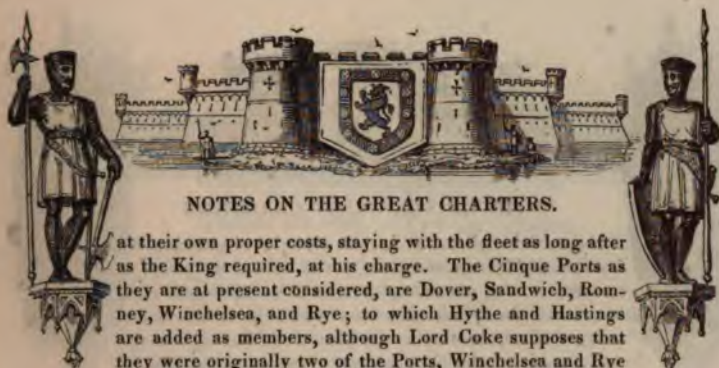 NOTES ON THE GREAT CHARTERS.
at their own proper costs, staying with the fleet as long after
as the King required, at his charge. The Cinque Ports as
they are at present considered, are Dover, Sandwich, Rom-
ney, Winchelsea, and Rye; to which Hythe and Hastings
are added as members, although Lord Coke supposes that
they were originally two of the Ports, Winchelsea and Rye